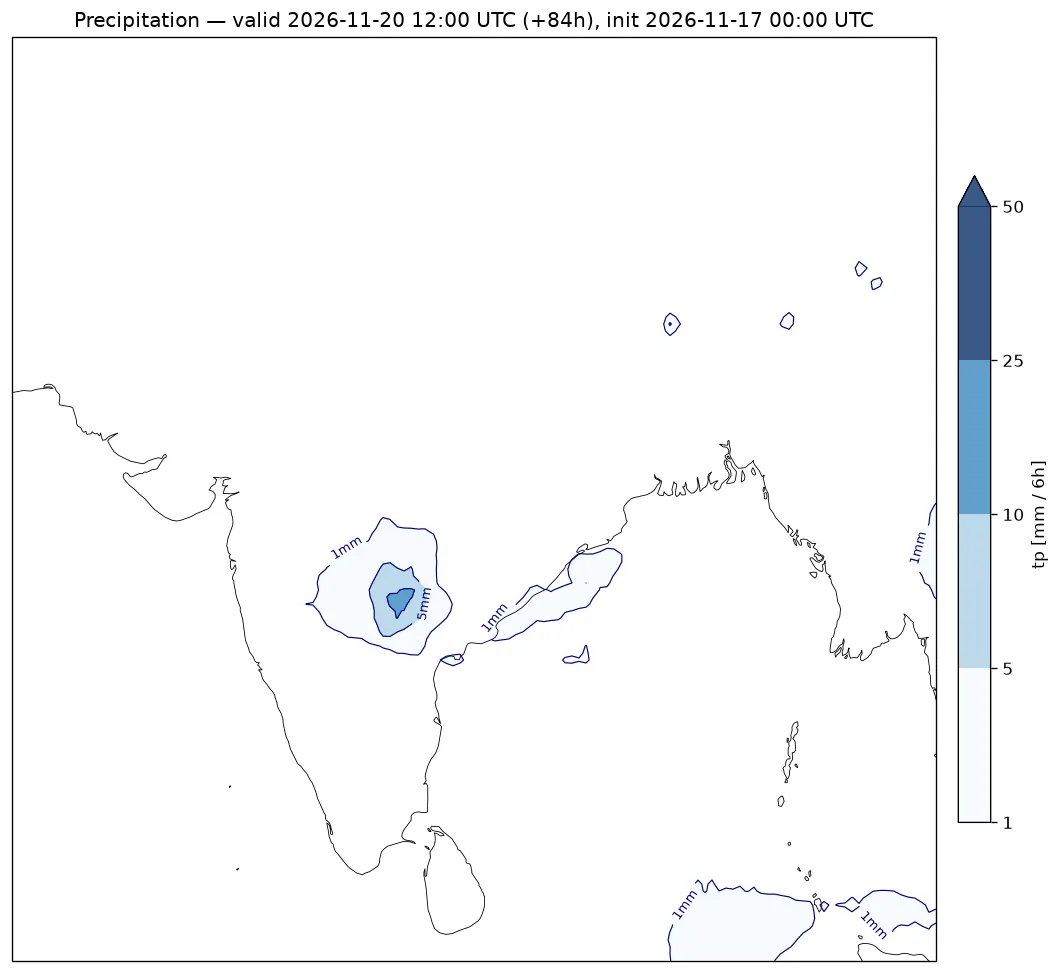 Precipitation — valid 2026-11-20 12:00 UTC (+84h), init 2026-11-17 00:00 UTC
50
25
10
5
1
tp [mm / 6h]
1mm
5mm
1mm
1mm
1mm
1mm